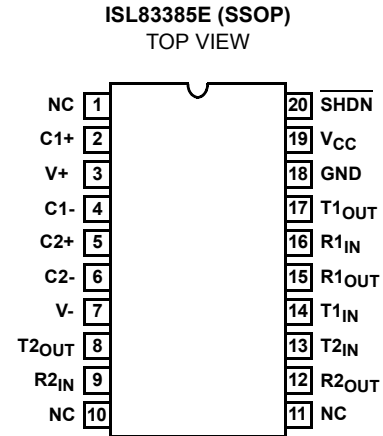 ISL83385E (SSOP)
TOP VIEW
NC 1
C1+ 2
V+ 3
C1- 4
C2+ 5
C2- 6
V- 7
T2OUT 8
R2IN 9
NC 10
20 SHDN
19 VCC
18 GND
17 T1OUT
16 R1IN
15 R1OUT
14 T1IN
13 T2IN
12 R2OUT
11 NC